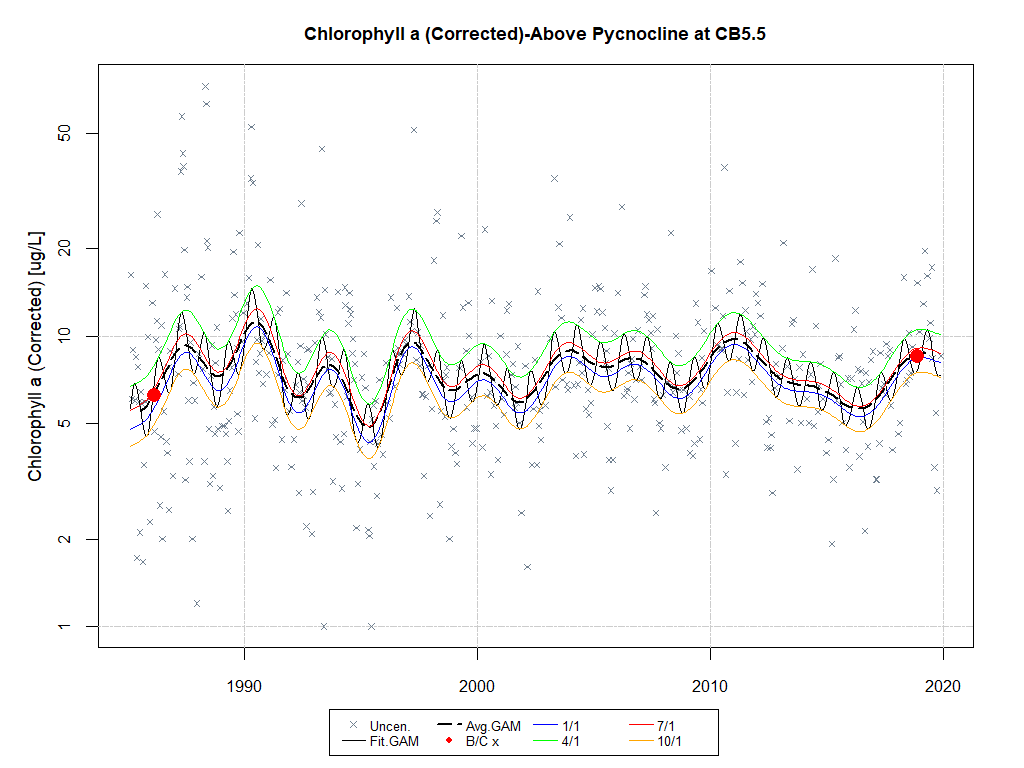 Chlorophyll a (Corrected)-Above Pycnocline at CB5.5
Chlorophyll a (Corrected) [ug/L]
50
20
10
5
2
1
1990 2000 2010 2020
Uncen. Avg.GAM 1/1 7/1
Fit.GAM B/C x 4/1 10/1